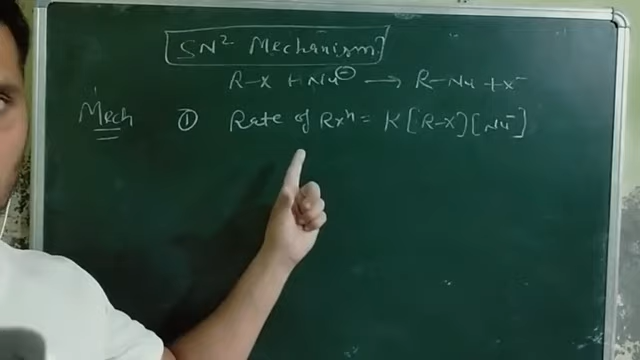 SN² Mechanism
R-X + Nu⊖ → R-Nu + X⁻
Mech ① Rate of Rxⁿ = K[R-X][Nu⁻]